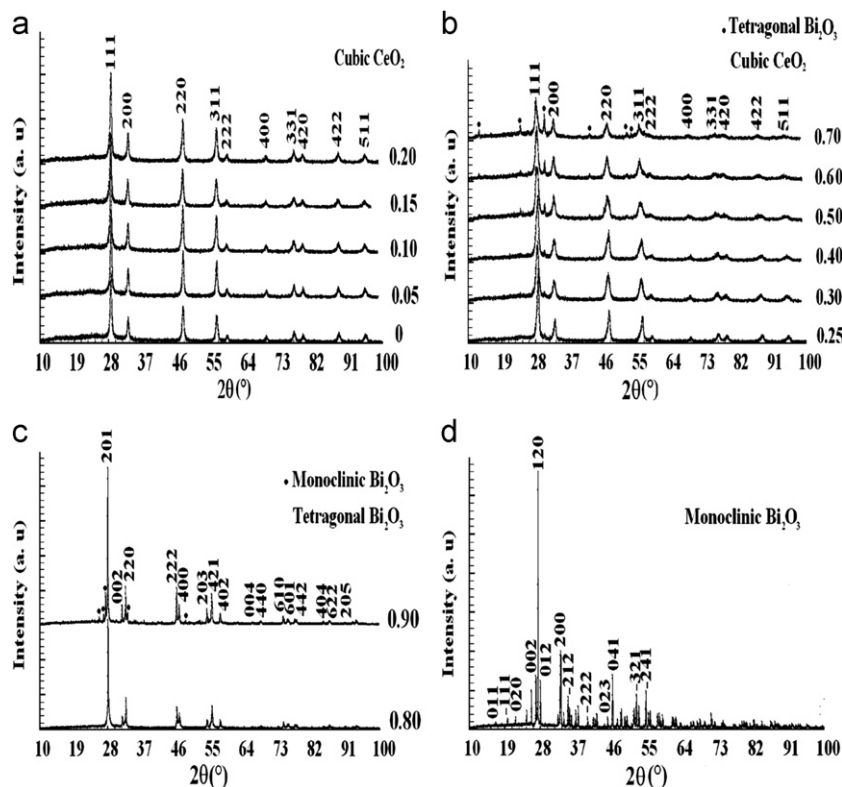 a
Cubic CeO₂
111
200
220
311
222
400
331
420
422
511
0.20
0.15
0.10
0.05
0
Intensity (a. u)
10 19 28 37 46 55 64 73 82 91 100
2θ(°)
b
• Tetragonal Bi₂O₃
Cubic CeO₂
111
200
220
311
222
400
331
420
422
511
0.70
0.60
0.50
0.40
0.30
0.25
Intensity (a. u)
10 19 28 37 46 55 64 73 82 91 100
2θ(°)
c
• Monoclinic Bi₂O₃
Tetragonal Bi₂O₃
201
002
220
222
400
203
421
402
004
440
610
601
442
404
622
205
0.90
0.80
Intensity (a. u)
10 19 28 37 46 55 64 73 82 91 100
2θ(°)
d
Monoclinic Bi₂O₃
011
111
020
002
120
012
200
212
222
023
041
321
241
Intensity (a. u)
10 19 28 37 46 55 64 73 82 91 100
2θ(°)